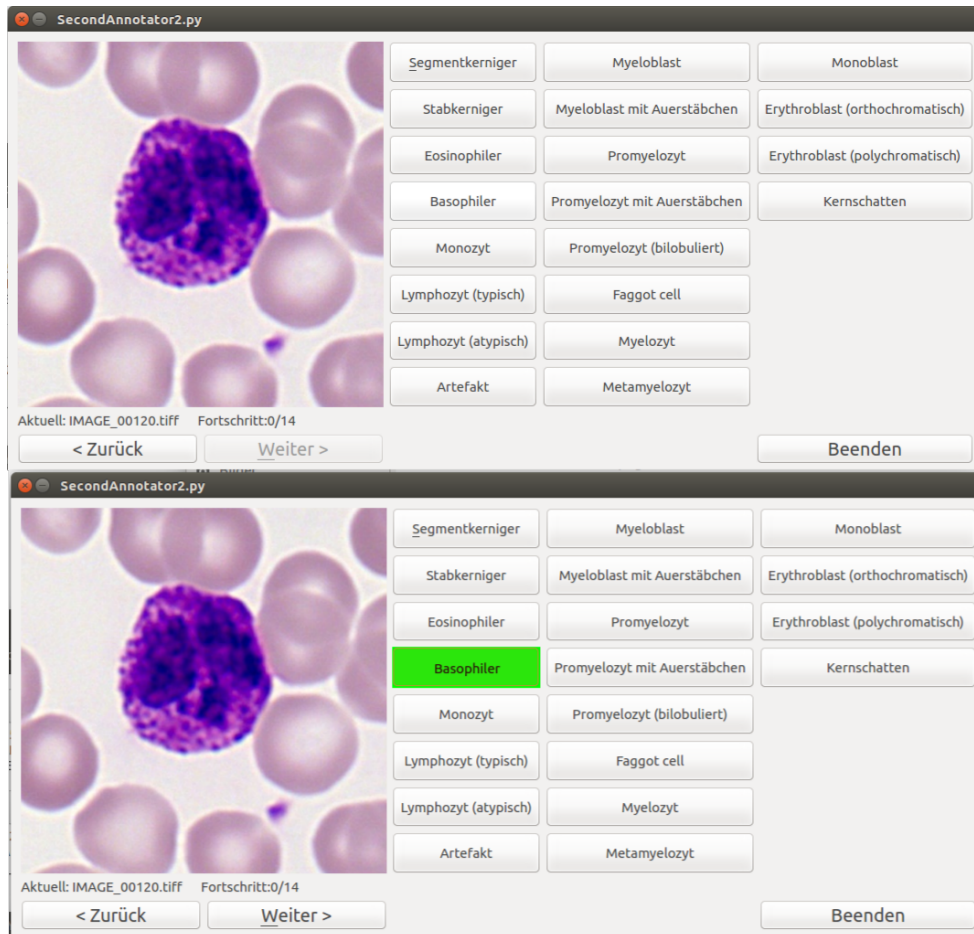 SecondAnnotator2.py
Segmentkerniger Myeloblast Monoblast
Stabkerniger Myeloblast mit Auerstäbchen Erythroblast (orthochromatisch)
Eosinophiler Promyelozyt Erythroblast (polychromatisch)
Basophiler Promyelozyt mit Auerstäbchen Kernschatten
Monozyt Promyelozyt (bilobuliert)
Lymphozyt (typisch) Faggot cell
Lymphozyt (atypisch) Myelozyt
Artefakt Metamyelozyt
Aktuell: IMAGE_00120.tiff Fortschritt:0/14
< Zurück Weiter > Beenden
SecondAnnotator2.py
Segmentkerniger Myeloblast Monoblast
Stabkerniger Myeloblast mit Auerstäbchen Erythroblast (orthochromatisch)
Eosinophiler Promyelozyt Erythroblast (polychromatisch)
Basophiler Promyelozyt mit Auerstäbchen Kernschatten
Monozyt Promyelozyt (bilobuliert)
Lymphozyt (typisch) Faggot cell
Lymphozyt (atypisch) Myelozyt
Artefakt Metamyelozyt
Aktuell: IMAGE_00120.tiff Fortschritt:0/14
< Zurück Weiter > Beenden